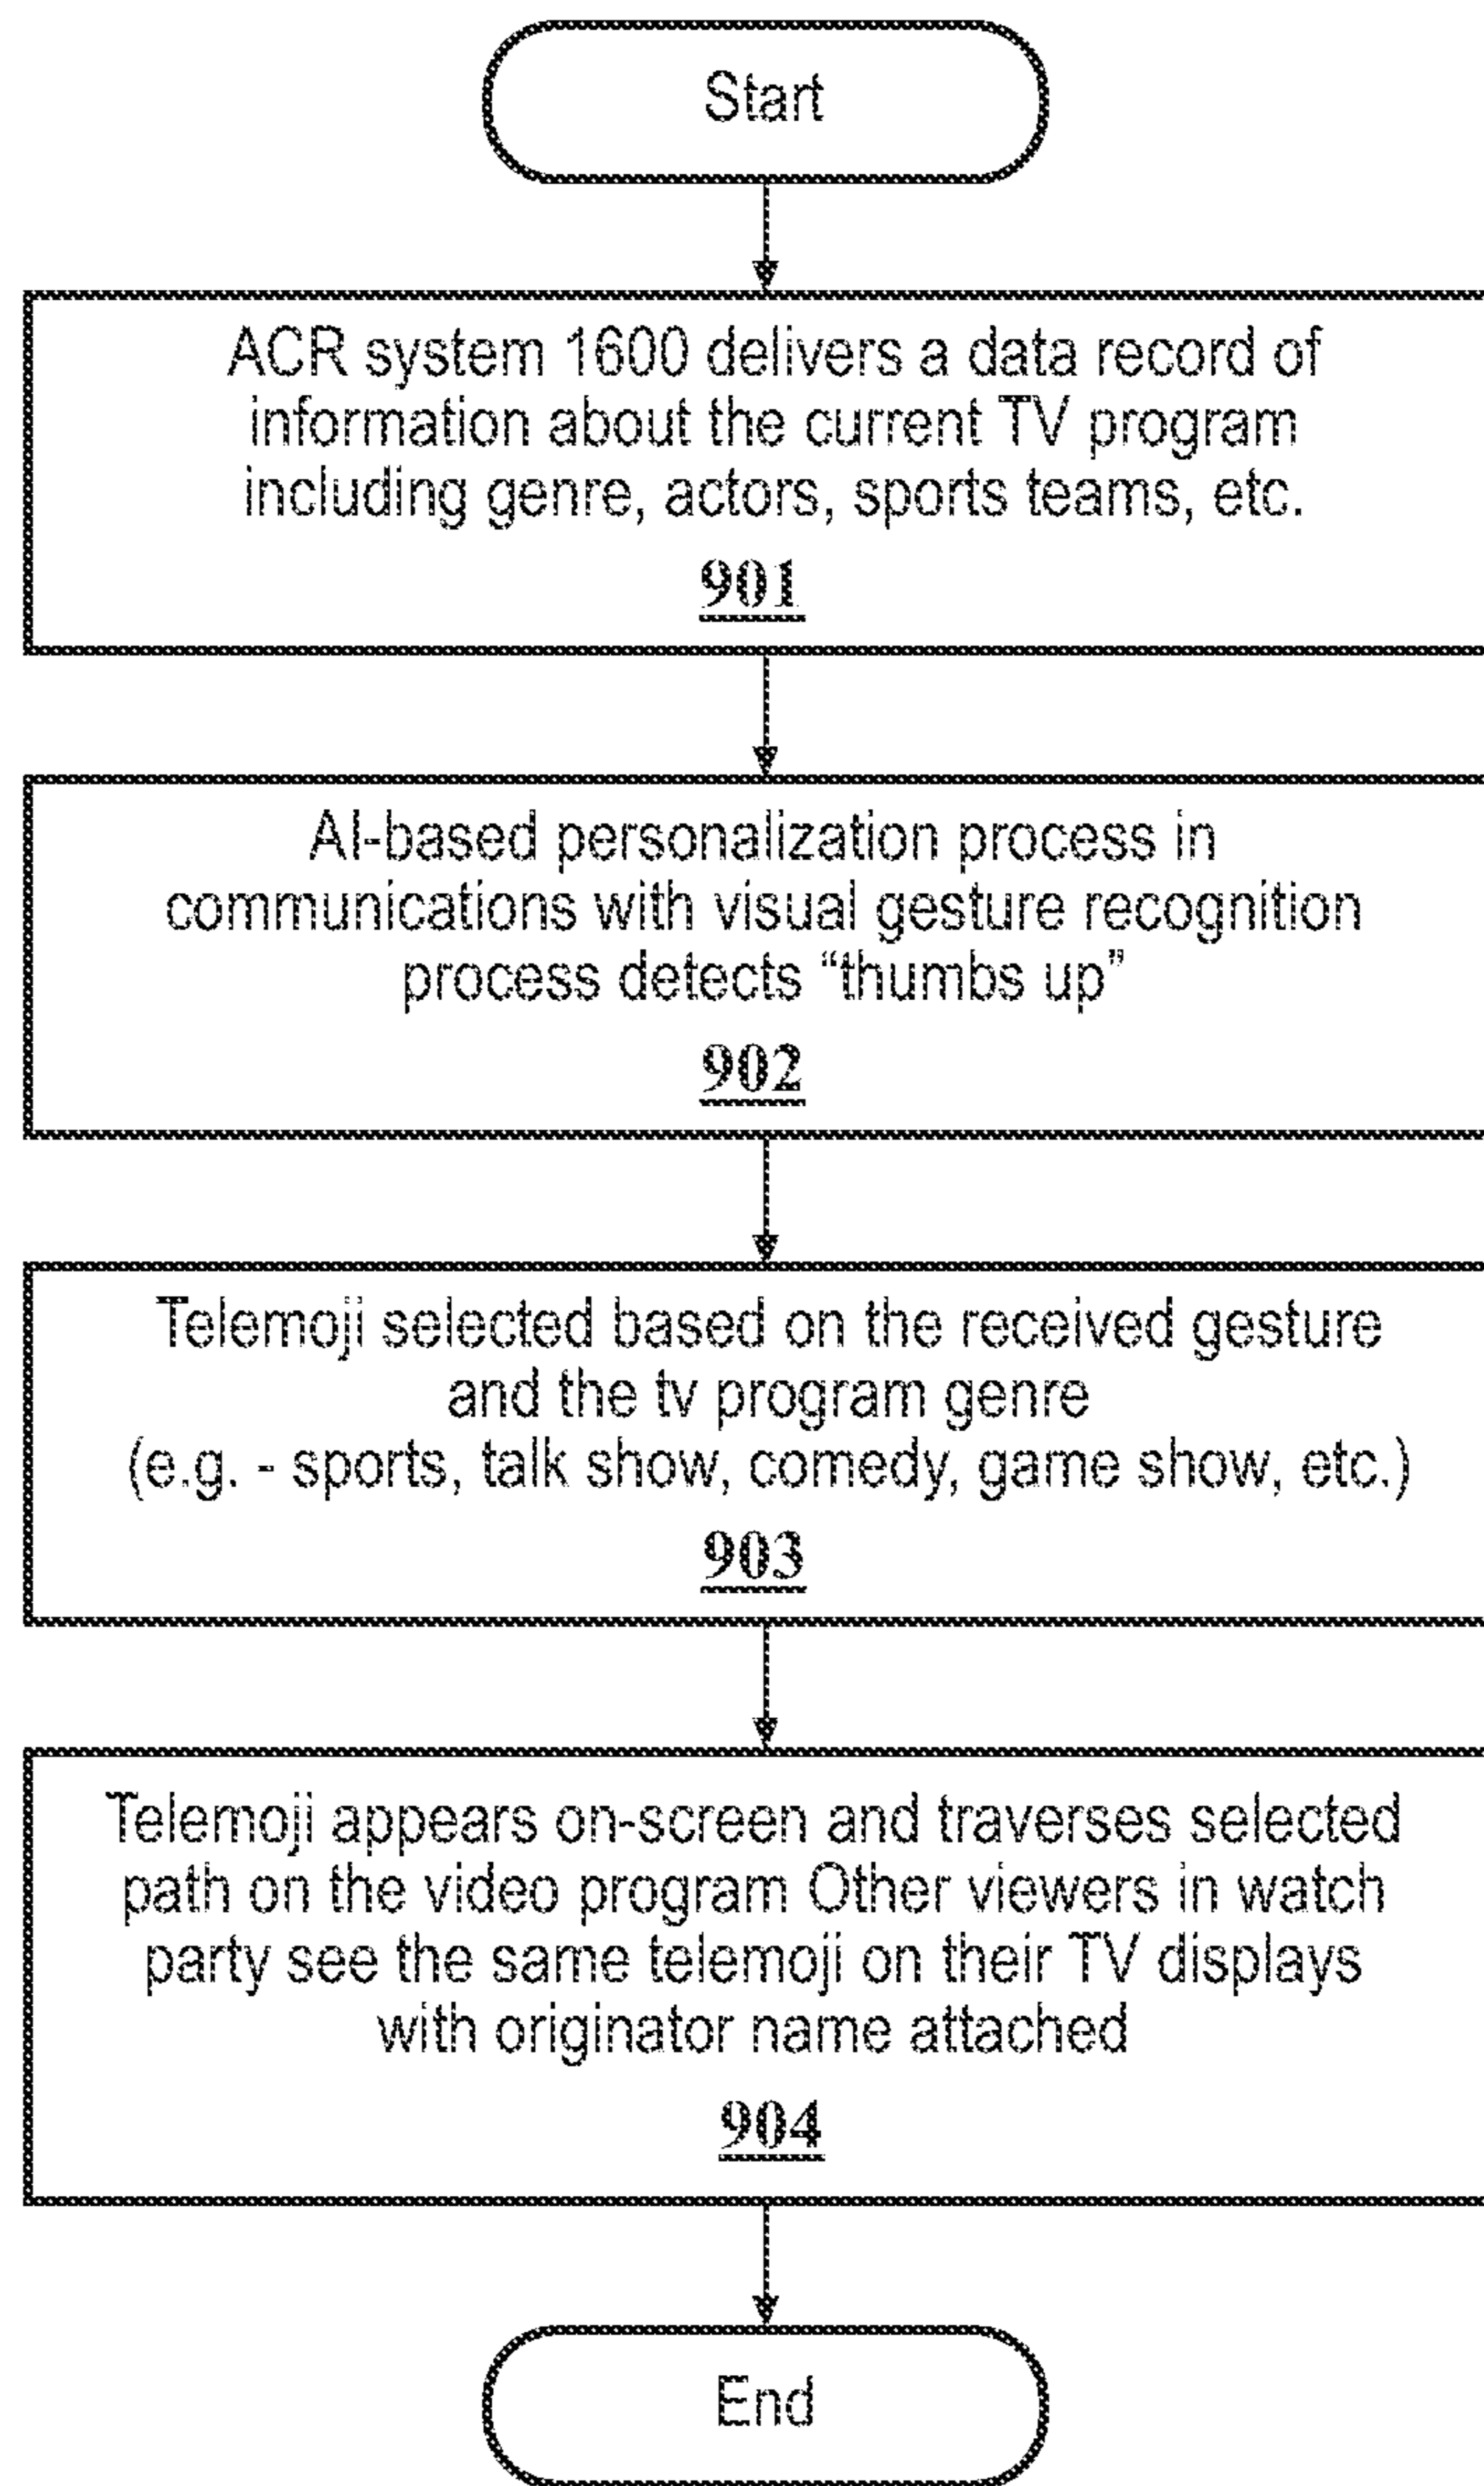 Start
ACR system 1600 delivers a data record of
information about the current TV program
including genre, actors, sports teams, etc.
901
AI-based personalization process in
communications with visual gesture recognition
process detects “thumbs up”
902
Telemoji selected based on the received gesture
and the tv program genre
(e.g. - sports, talk show, comedy, game show, etc.)
903
Telemoji appears on-screen and traverses selected
path on the video program Other viewers in watch
party see the same telemoji on their TV displays
with originator name attached
904
End